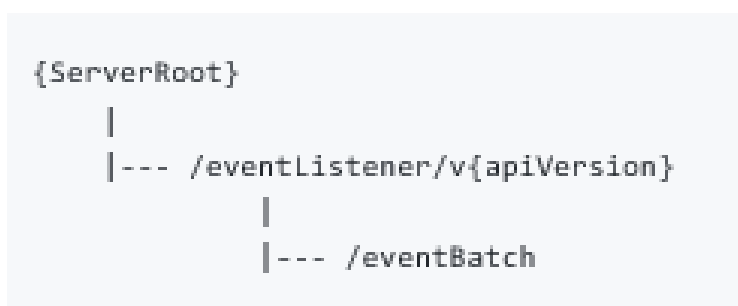 {ServerRoot}
|
|--- /eventListener/v{apiVersion}
|
|--- /eventBatch